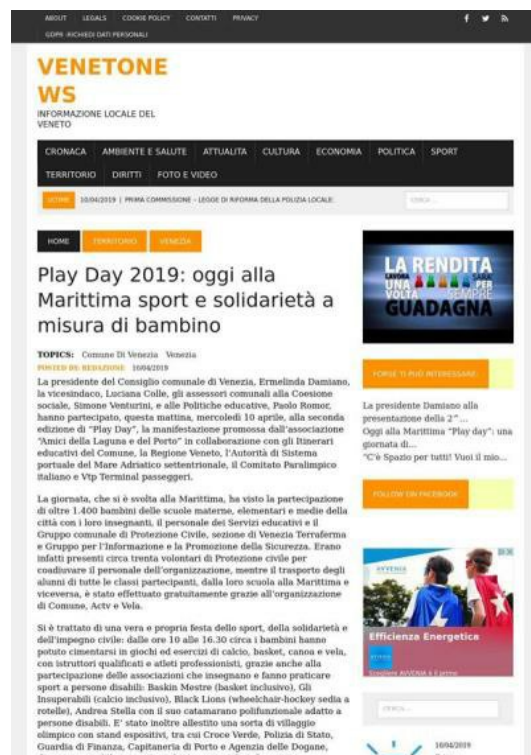 ABOUT LEGALS COOKIE POLICY CONTATTI PRIVACY
GDPR -RICHIEDI DATI PERSONALI
VENETONE
WS
INFORMAZIONE LOCALE DEL
VENETO
CRONACA AMBIENTE E SALUTE ATTUALITA CULTURA ECONOMIA POLITICA SPORT
TERRITORIO DIRITTI FOTO E VIDEO
ULTIME 10/04/2019 | PRIMA COMMISSIONE – LEGGE DI RIFORMA DELLA POLIZIA LOCALE.
CERCA ...
HOME TERRITORIO VENEZIA
Play Day 2019: oggi alla
Marittima sport e solidarietà a
misura di bambino
TOPICS: Comune Di Venezia Venezia
POSTED BY: REDAZIONE 10/04/2019
La presidente del Consiglio comunale di Venezia, Ermelinda Damiano,
la vicesindaco, Luciana Colle, gli assessori comunali alla Coesione
sociale, Simone Venturini, e alle Politiche educative, Paolo Romor,
hanno partecipato, questa mattina, mercoledì 10 aprile, alla seconda
edizione di "Play Day", la manifestazione promossa dall'associazione
"Amici della Laguna e del Porto" in collaborazione con gli Itinerari
educativi del Comune, la Regione Veneto, l'Autorità di Sistema
portuale del Mare Adriatico settentrionale, il Comitato Paralimpico
italiano e Vtp Terminal passeggeri.
La giornata, che si è svolta alla Marittima, ha visto la partecipazione
di oltre 1.400 bambini delle scuole materne, elementari e medie della
città con i loro insegnanti, il personale dei Servizi educativi e il
Gruppo comunale di Protezione Civile, sezione di Venezia Terraferma
e Gruppo per l'Informazione e la Promozione della Sicurezza. Erano
infatti presenti circa trenta volontari di Protezione civile per
coadiuvare il personale dell'organizzazione, mentre il trasporto degli
alunni di tutte le classi partecipanti, dalla loro scuola alla Marittima e
viceversa, è stato effettuato gratuitamente grazie all'organizzazione
di Comune, Actv e Vela.
Si è trattato di una vera e propria festa dello sport, della solidarietà e
dell'impegno civile: dalle ore 10 alle 16.30 circa i bambini hanno
potuto cimentarsi in giochi ed esercizi di calcio, basket, canoa e vela,
con istruttori qualificati e atleti professionisti, grazie anche alla
partecipazione delle associazioni che insegnano e fanno praticare
sport a persone disabili: Baskin Mestre (basket inclusivo), Gli
Insuperabili (calcio inclusivo), Black Lions (wheelchair-hockey sedia a
rotelle), Andrea Stella con il suo catamarano polifunzionale adatto a
persone disabili. E' stato inoltre allestito una sorta di villaggio
olimpico con stand espositivi, tra cui Croce Verde, Polizia di Stato,
Guardia di Finanza, Capitaneria di Porto e Agenzia delle Dogane,
LA RENDITA
LAVORA
UNA
VOLTA
SARAI
PER
SEMPRE
GUADAGNA
FORSE TI PUÒ INTERESSARE:
La presidente Damiano alla
presentazione della 2^...
Oggi alla Marittima "Play day": una
giornata di...
"C'è Spazio per tutti! Vuoi il mio...
FOLLOW ON FACEBOOK
AVVENIA
Efficienza Energetica
Scegliere AVVENIA è il primo
CERCA ...
10/04/2019